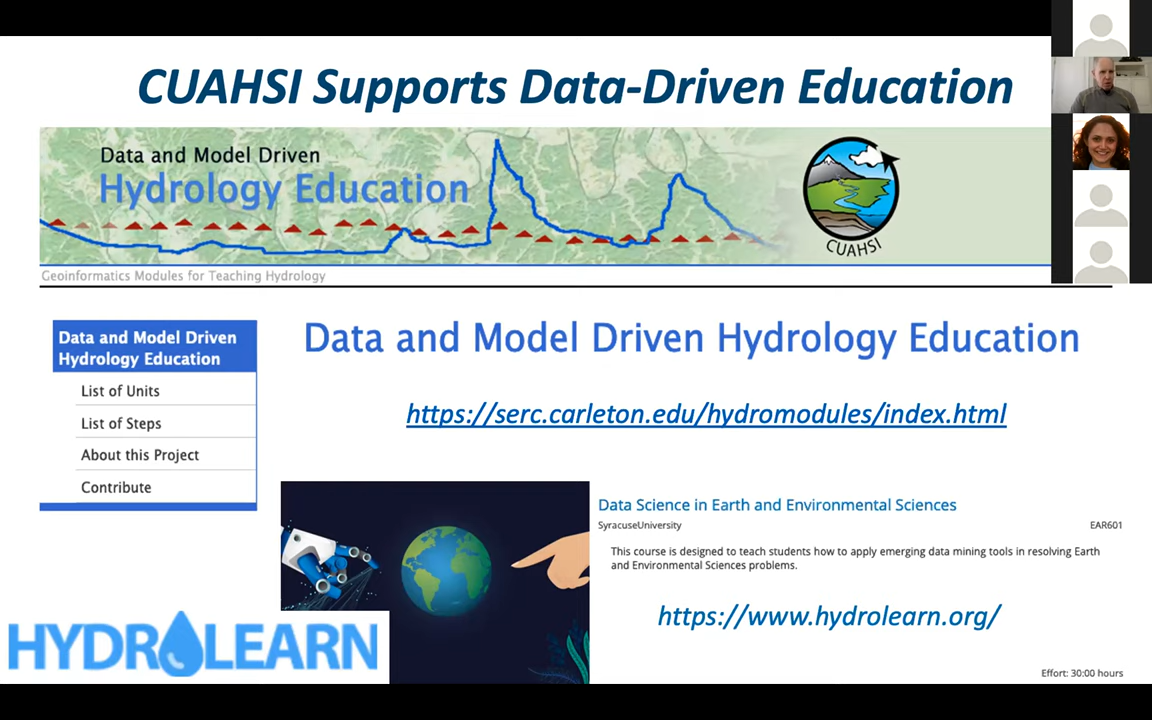 CUAHSI Supports Data-Driven Education
Data and Model Driven
Hydrology Education
CUAHSI
Geoinformatics Modules for Teaching Hydrology
Data and Model Driven
Hydrology Education
List of Units
List of Steps
About this Project
Contribute
Data and Model Driven Hydrology Education
https://serc.carleton.edu/hydromodules/index.html
Data Science in Earth and Environmental Sciences
SyracuseUniversity
EAR601
This course is designed to teach students how to apply emerging data mining tools in resolving Earth
and Environmental Sciences problems.
https://www.hydrolearn.org/
HYDROLEARN
Effort: 30:00 hours